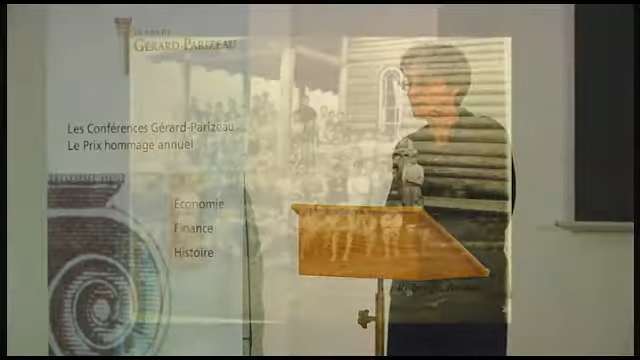 GÉRARD-PARIZEAU
Les Conférences Gérard-Parizeau
Le Prix hommage annuel
Économie
Finance
Histoire